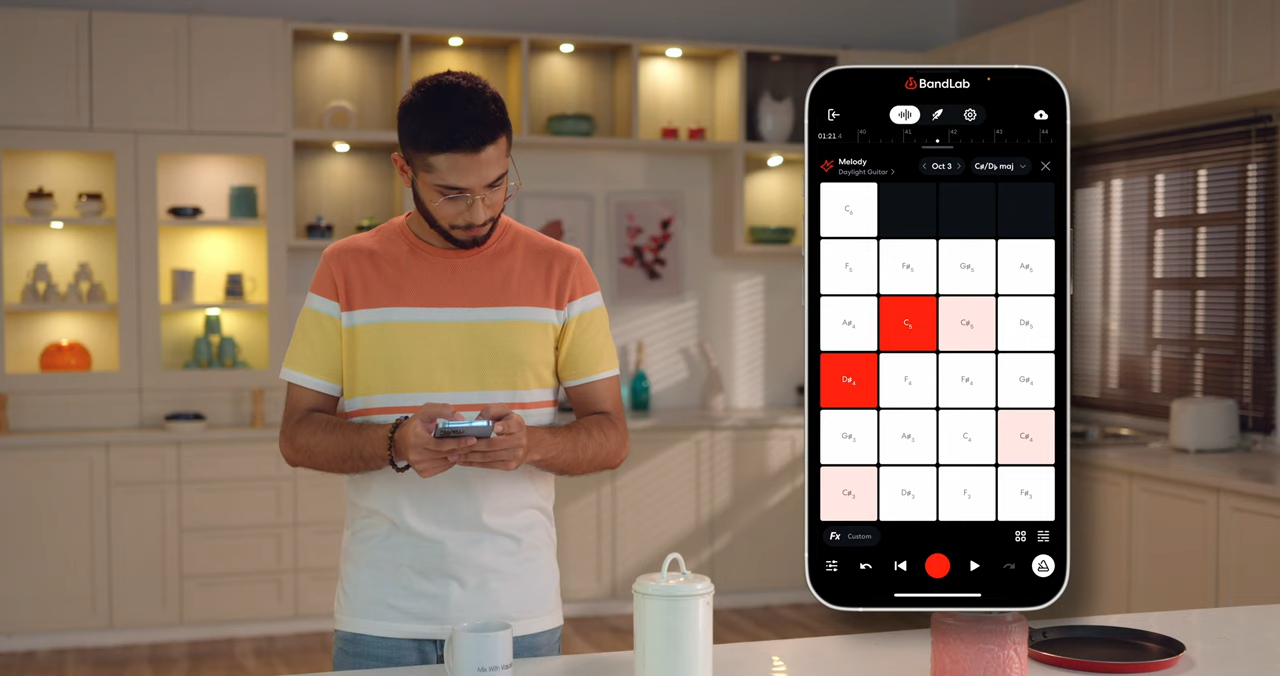 BandLab
01:21.4 40 41 42 43 44
Melody
Daylight Guitar >
< Oct 3 >
C♯/D♭ maj
C6
F5 F♯5 G♯5 A♯5
A♯4 C5 C♯5 D♯5
D♯4 F4 F♯4 G♯4
G♯3 A♯3 C4 C♯4
C♯3 D♯3 F3 F♯3
Fx Custom
Mix With